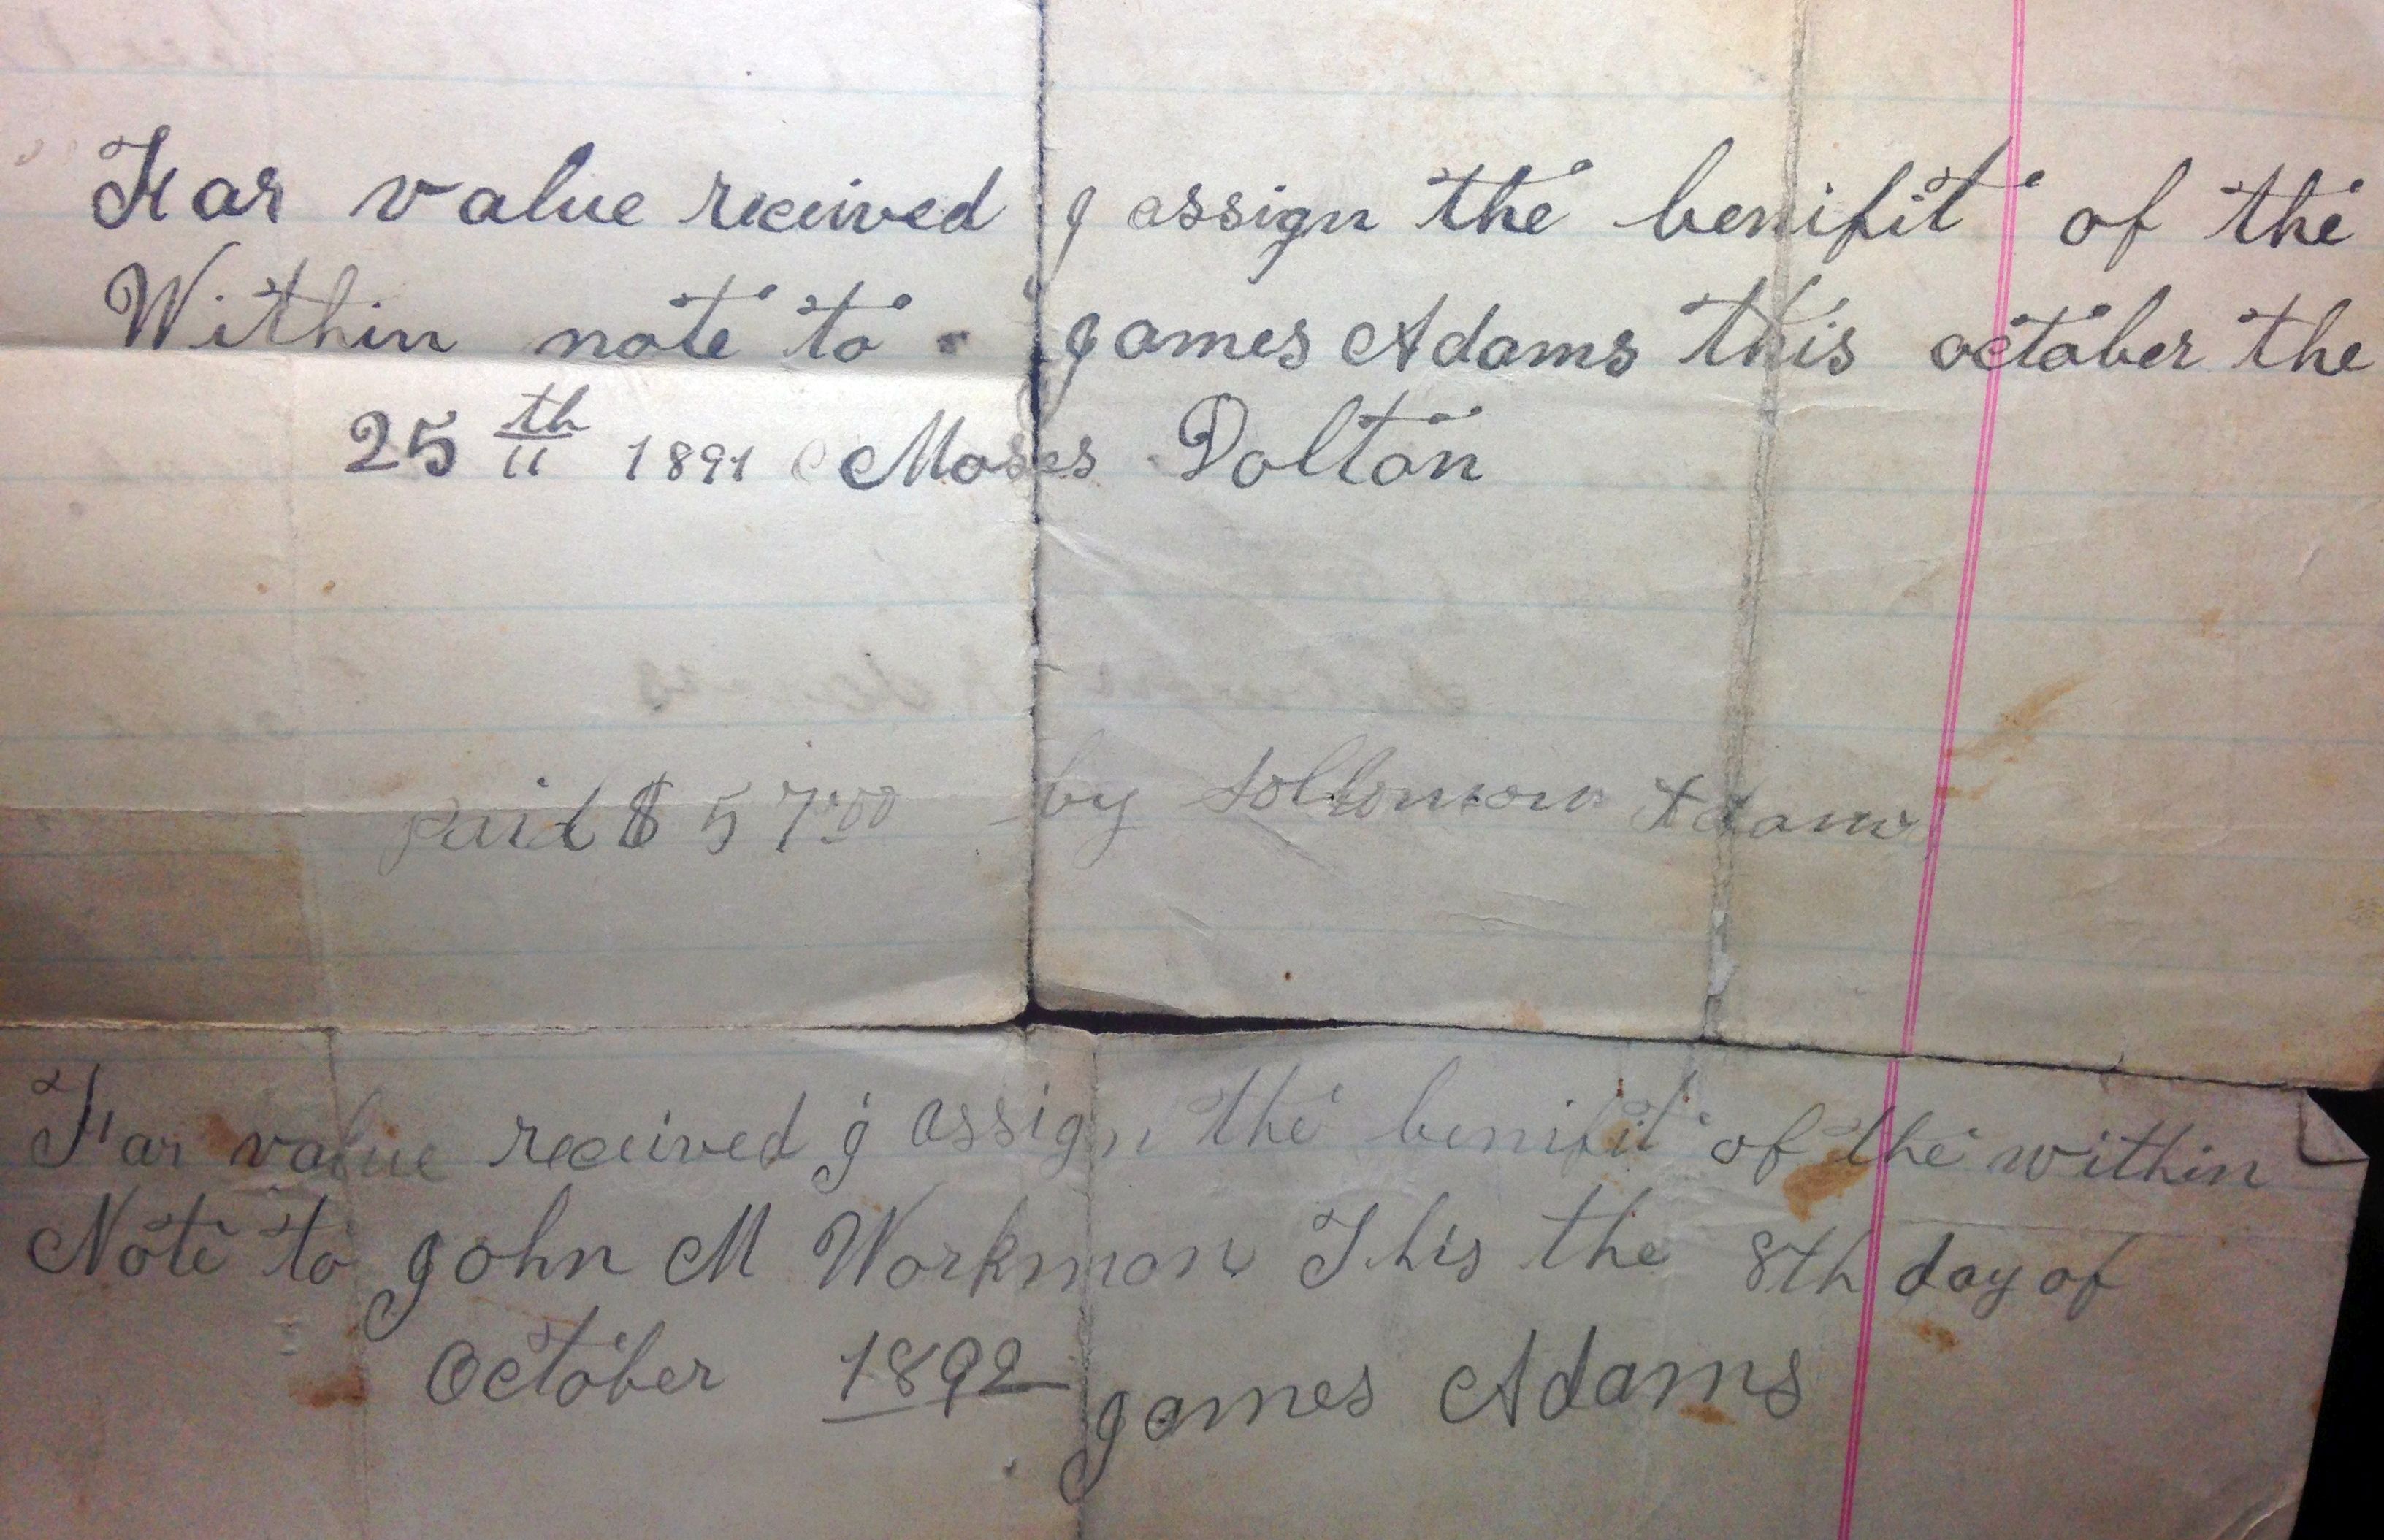 Far value received I assign the benifit of the
Within note to James Adams this october the
25th 1891 Moses Dolton
paid $57.00 by Sollomon Adams
Far value received I assign the benifit of the within
Note to John M Workman This the 8th day of
October 1892 James Adams